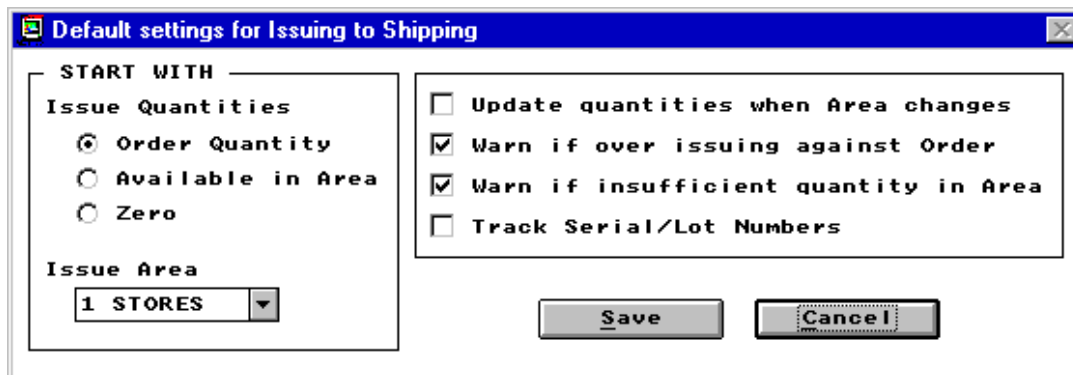 Default settings for Issuing to Shipping
START WITH
Issue Quantities
Order Quantity
Available in Area
Zero
Issue Area
1 STORES
Update quantities when Area changes
Warn if over issuing against Order
Warn if insufficient quantity in Area
Track Serial/Lot Numbers
Save
Cancel